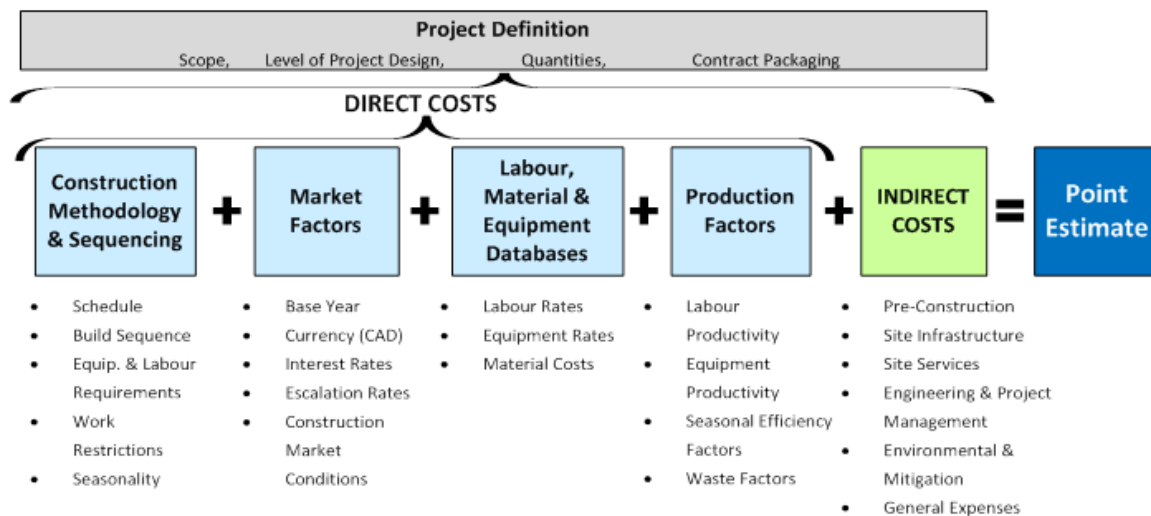 Project Definition
Scope, Level of Project Design, Quantities, Contract Packaging
DIRECT COSTS
Construction
Methodology
& Sequencing
+
Market
Factors
+
Labour,
Material &
Equipment
Databases
+
Production
Factors
+
INDIRECT
COSTS
=
Point
Estimate
• Schedule
• Build Sequence
• Equip. & Labour
Requirements
• Work
Restrictions
• Seasonality
• Base Year
• Currency (CAD)
• Interest Rates
• Escalation Rates
• Construction
Market
Conditions
• Labour Rates
• Equipment Rates
• Material Costs
• Labour
Productivity
• Equipment
Productivity
• Seasonal Efficiency
Factors
• Waste Factors
• Pre-Construction
• Site Infrastructure
• Site Services
• Engineering & Project
Management
• Environmental &
Mitigation
• General Expenses